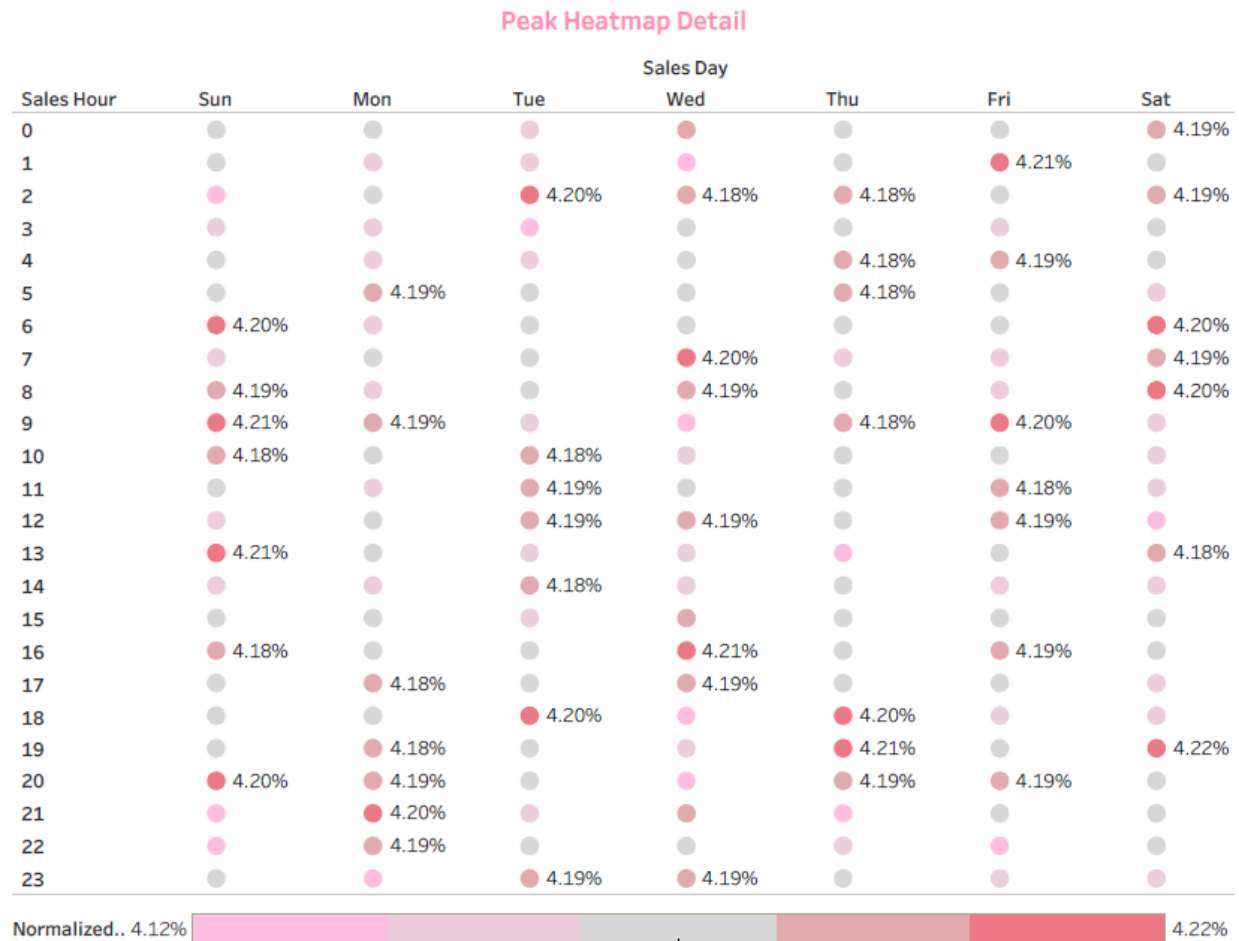 Peak Heatmap Detail
Sales Day
Sales Hour Sun Mon Tue Wed Thu Fri Sat
0 4.19%
1 4.21%
2 4.20% 4.18% 4.18% 4.19%
3
4 4.18% 4.19%
5 4.19% 4.18%
6 4.20% 4.20%
7 4.20% 4.19%
8 4.19% 4.19% 4.20%
9 4.21% 4.19% 4.18% 4.20%
10 4.18% 4.18%
11 4.19% 4.18%
12 4.19% 4.19% 4.19%
13 4.21% 4.18%
14 4.18%
15
16 4.18% 4.21% 4.19%
17 4.18% 4.19%
18 4.20% 4.20%
19 4.18% 4.21% 4.22%
20 4.20% 4.19% 4.19% 4.19%
21 4.20%
22 4.19%
23 4.19% 4.19%
Normalized.. 4.12% 4.22%